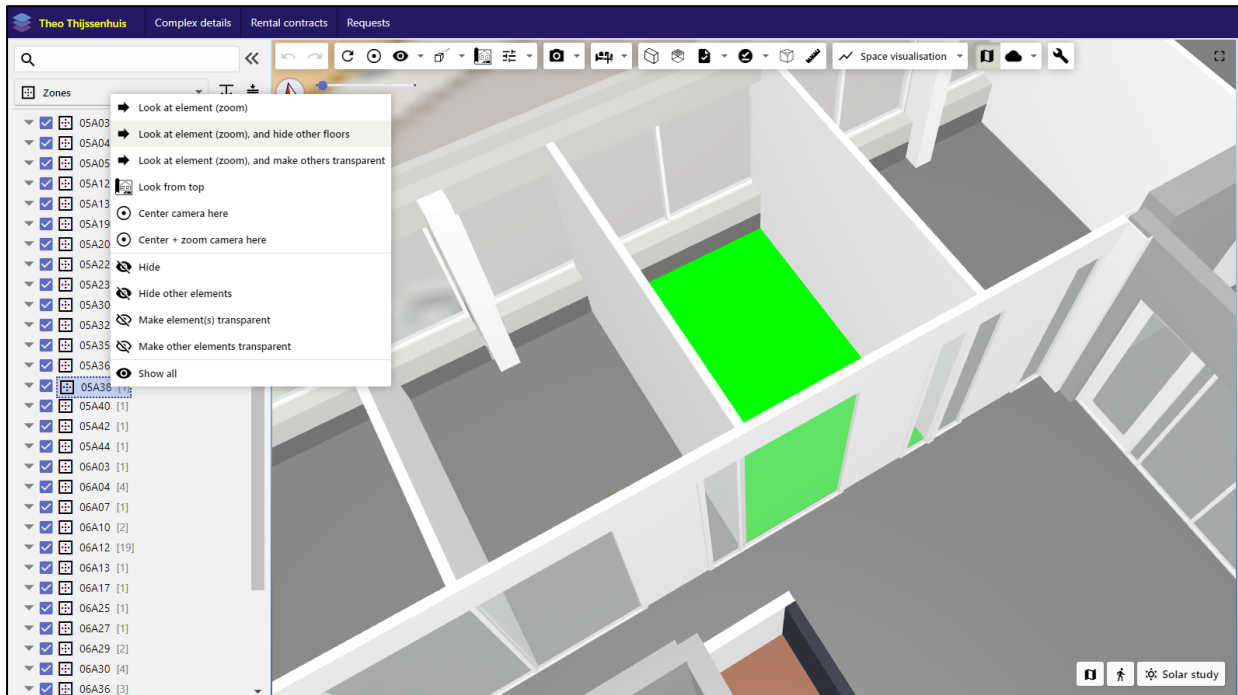 Theo Thijssenhuis
Complex details
Rental contracts
Requests
Space visualisation
Zones
05A03
05A04
05A05
05A12
05A13
05A19
05A20
05A22
05A23
05A30
05A32
05A35
05A36
05A38 [1]
05A40 [1]
05A42 [1]
05A44 [1]
06A03 [1]
06A04 [4]
06A07 [1]
06A10 [2]
06A12 [19]
06A13 [1]
06A17 [1]
06A25 [1]
06A27 [1]
06A29 [2]
06A30 [4]
06A36 [3]
Look at element (zoom)
Look at element (zoom), and hide other floors
Look at element (zoom), and make others transparent
Look from top
Center camera here
Center + zoom camera here
Hide
Hide other elements
Make element(s) transparent
Make other elements transparent
Show all
Solar study